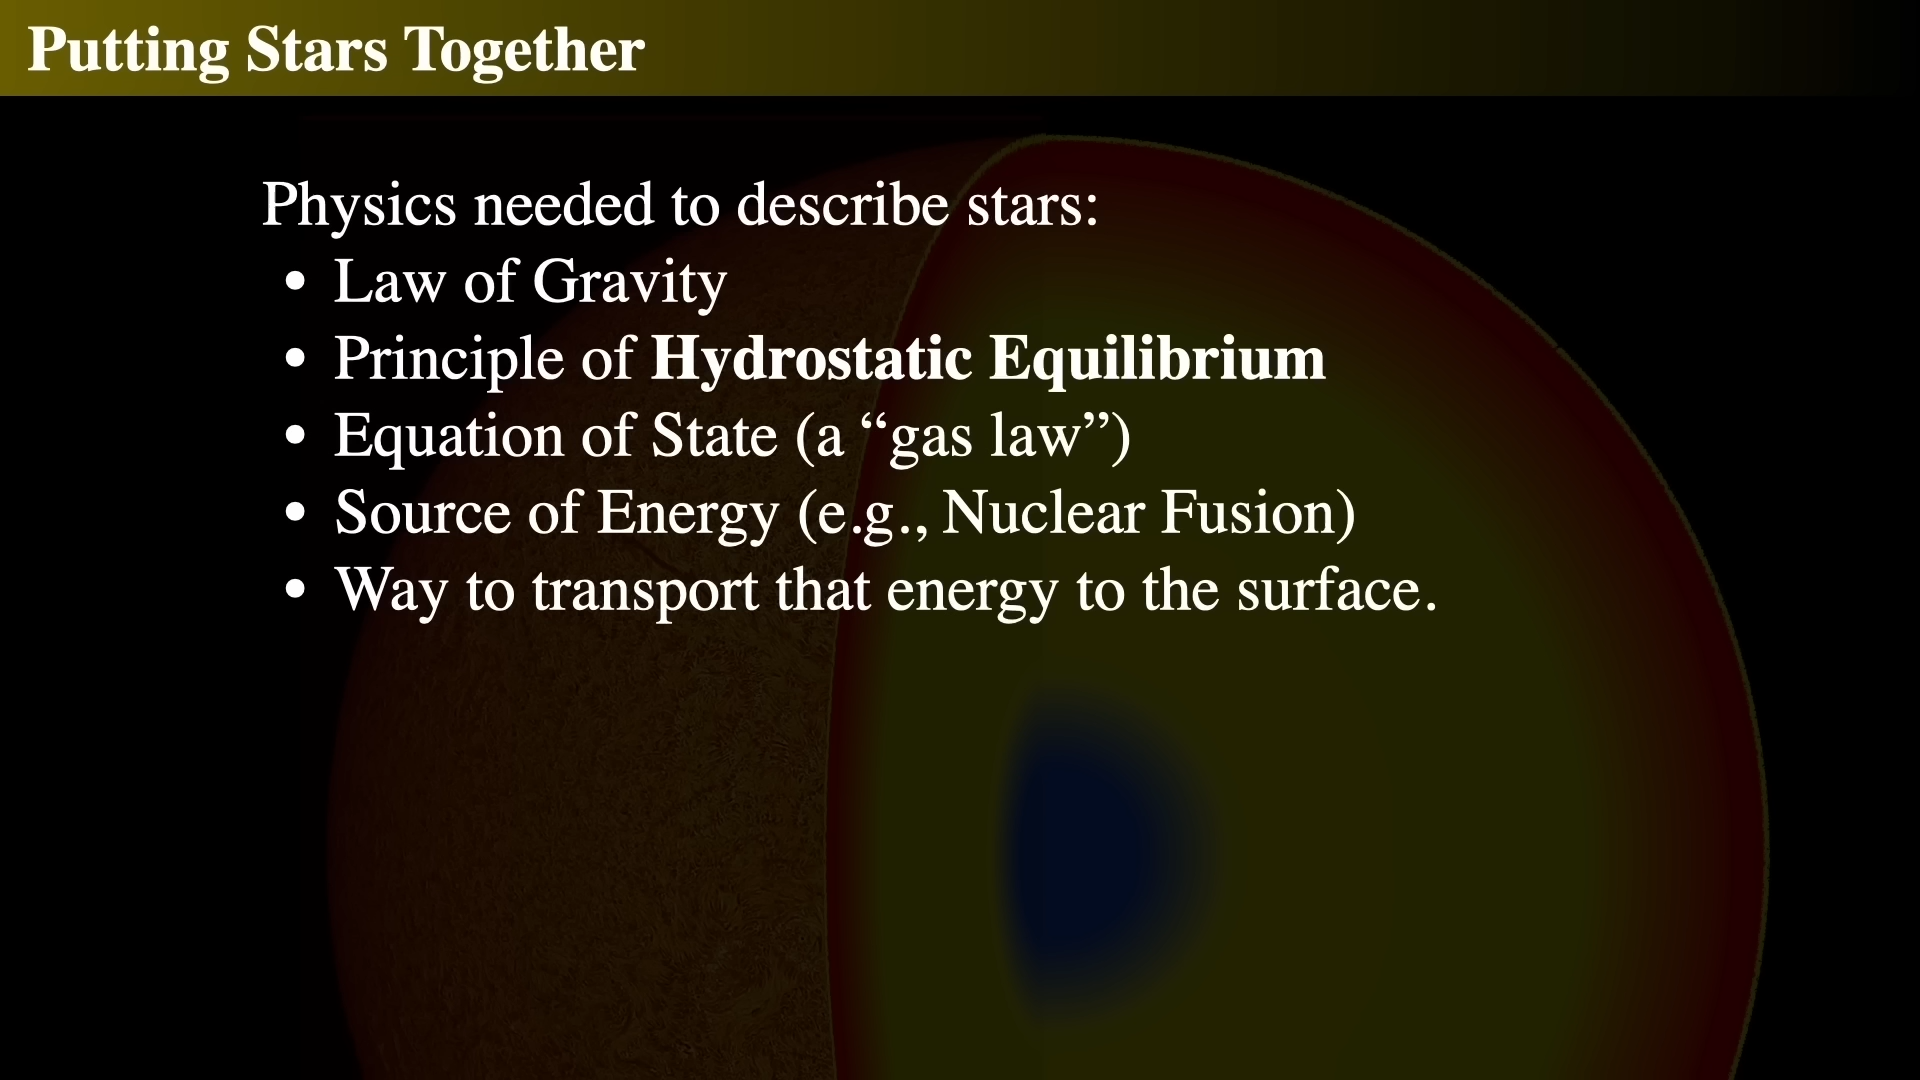 Putting Stars Together
Physics needed to describe stars:
• Law of Gravity
• Principle of Hydrostatic Equilibrium
• Equation of State (a “gas law”)
• Source of Energy (e.g., Nuclear Fusion)
• Way to transport that energy to the surface.